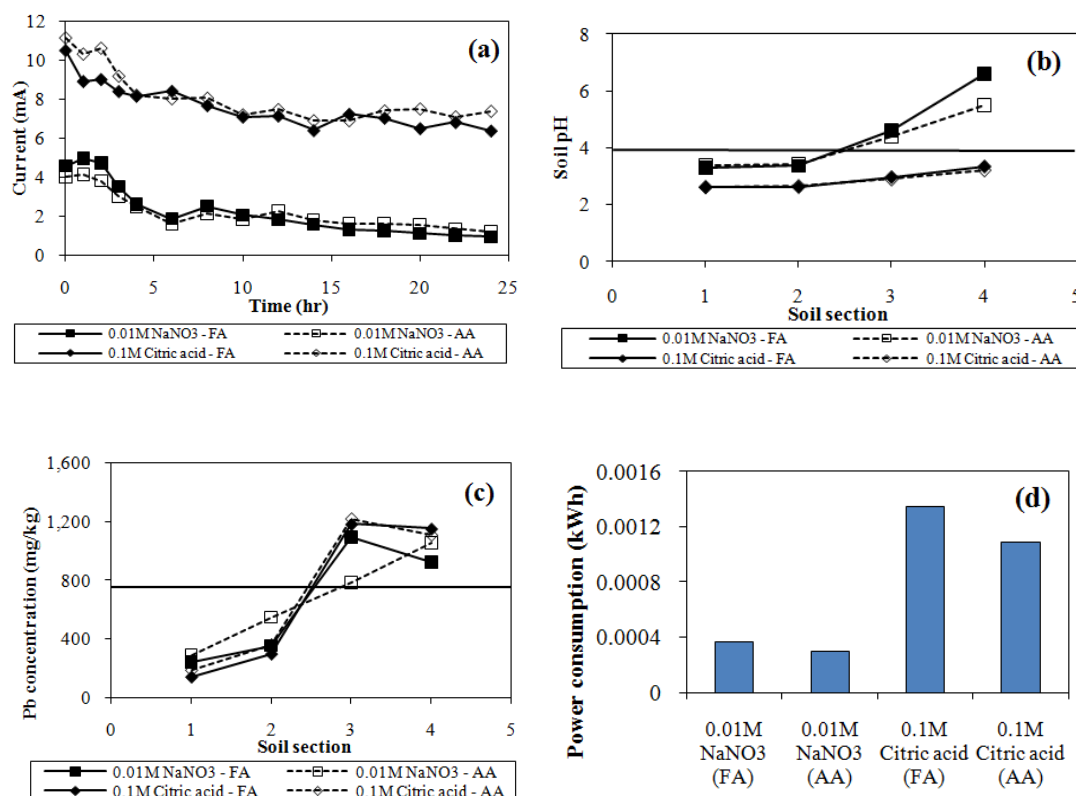 (a)
Current (mA)
12
10
8
6
4
2
0
0 5 10 15 20 25
Time (hr)
0.01M NaNO3 - FA 0.01M NaNO3 - AA
0.1M Citric acid - FA 0.1M Citric acid - AA
(b)
Soil pH
8
6
4
2
0
0 1 2 3 4 5
Soil section
0.01M NaNO3 - FA 0.01M NaNO3 - AA
0.1M Citric acid - FA 0.1M Citric acid - AA
(c)
Pb concentration (mg/kg)
1,600
1,200
800
400
0
0 1 2 3 4 5
Soil section
0.01M NaNO3 - FA 0.01M NaNO3 - AA
0.1M Citric acid - FA 0.1M Citric acid - AA
(d)
Power consumption (kWh)
0.0016
0.0012
0.0008
0.0004
0
0.01M NaNO3 (FA)
0.01M NaNO3 (AA)
0.1M Citric acid (FA)
0.1M Citric acid (AA)